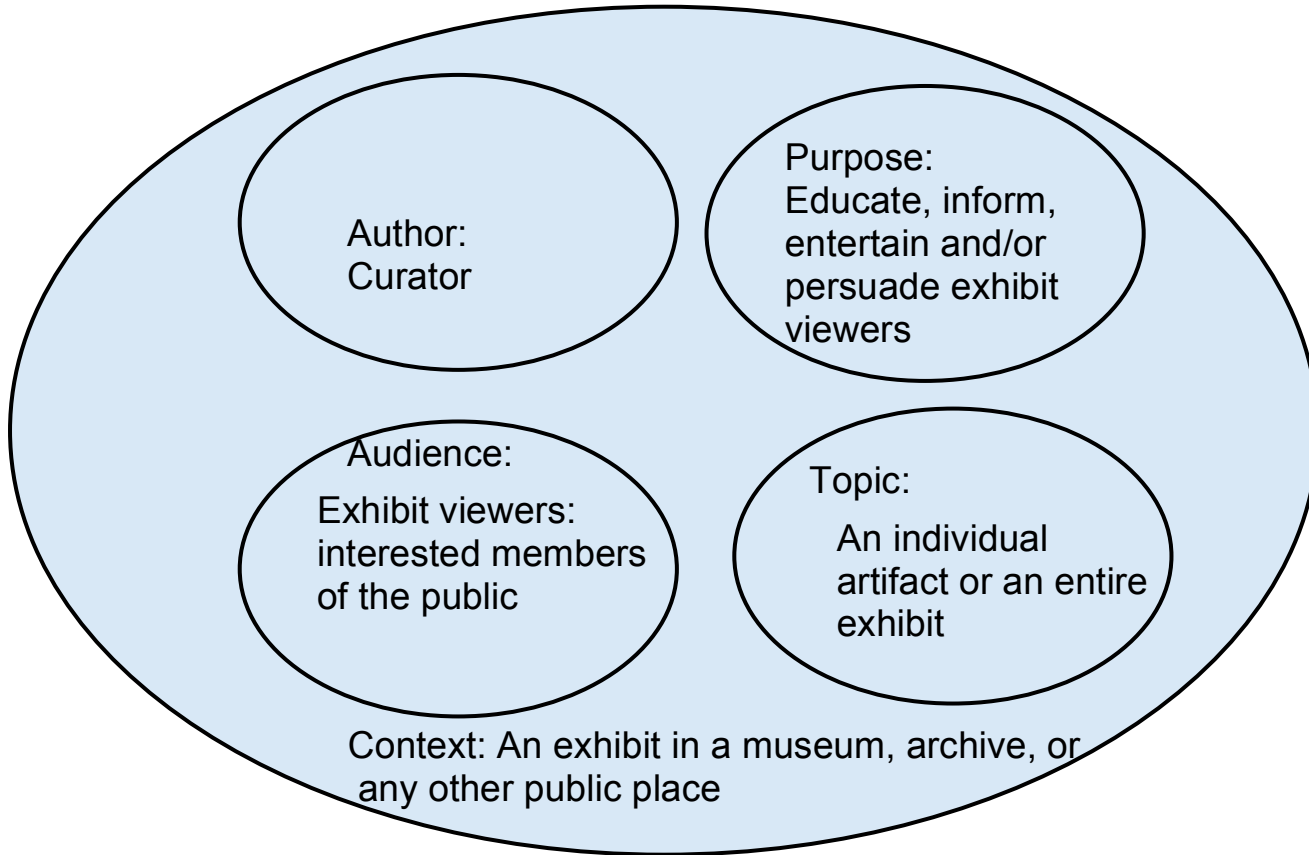 Author:
Curator
Purpose:
Educate, inform,
entertain and/or
persuade exhibit
viewers
Audience:
Exhibit viewers:
interested members
of the public
Topic:
An individual
artifact or an entire
exhibit
Context: An exhibit in a museum, archive, or
any other public place